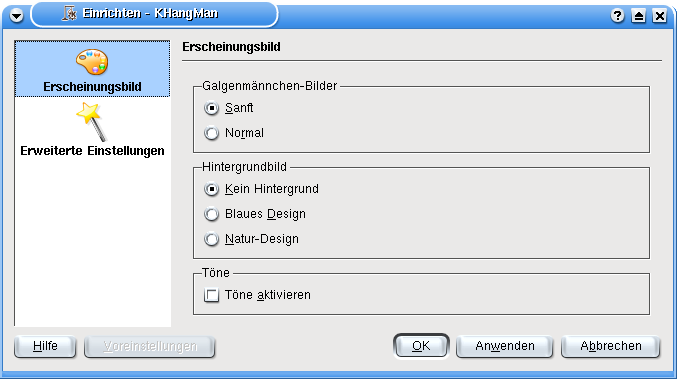 Einrichten - KHangMan
?
Erscheinungsbild
Erweiterte Einstellungen
Erscheinungsbild
Galgenmännchen-Bilder
Sanft
Normal
Hintergrundbild
Kein Hintergrund
Blaues Design
Natur-Design
Töne
Töne aktivieren
Hilfe
Voreinstellungen
OK
Anwenden
Abbrechen